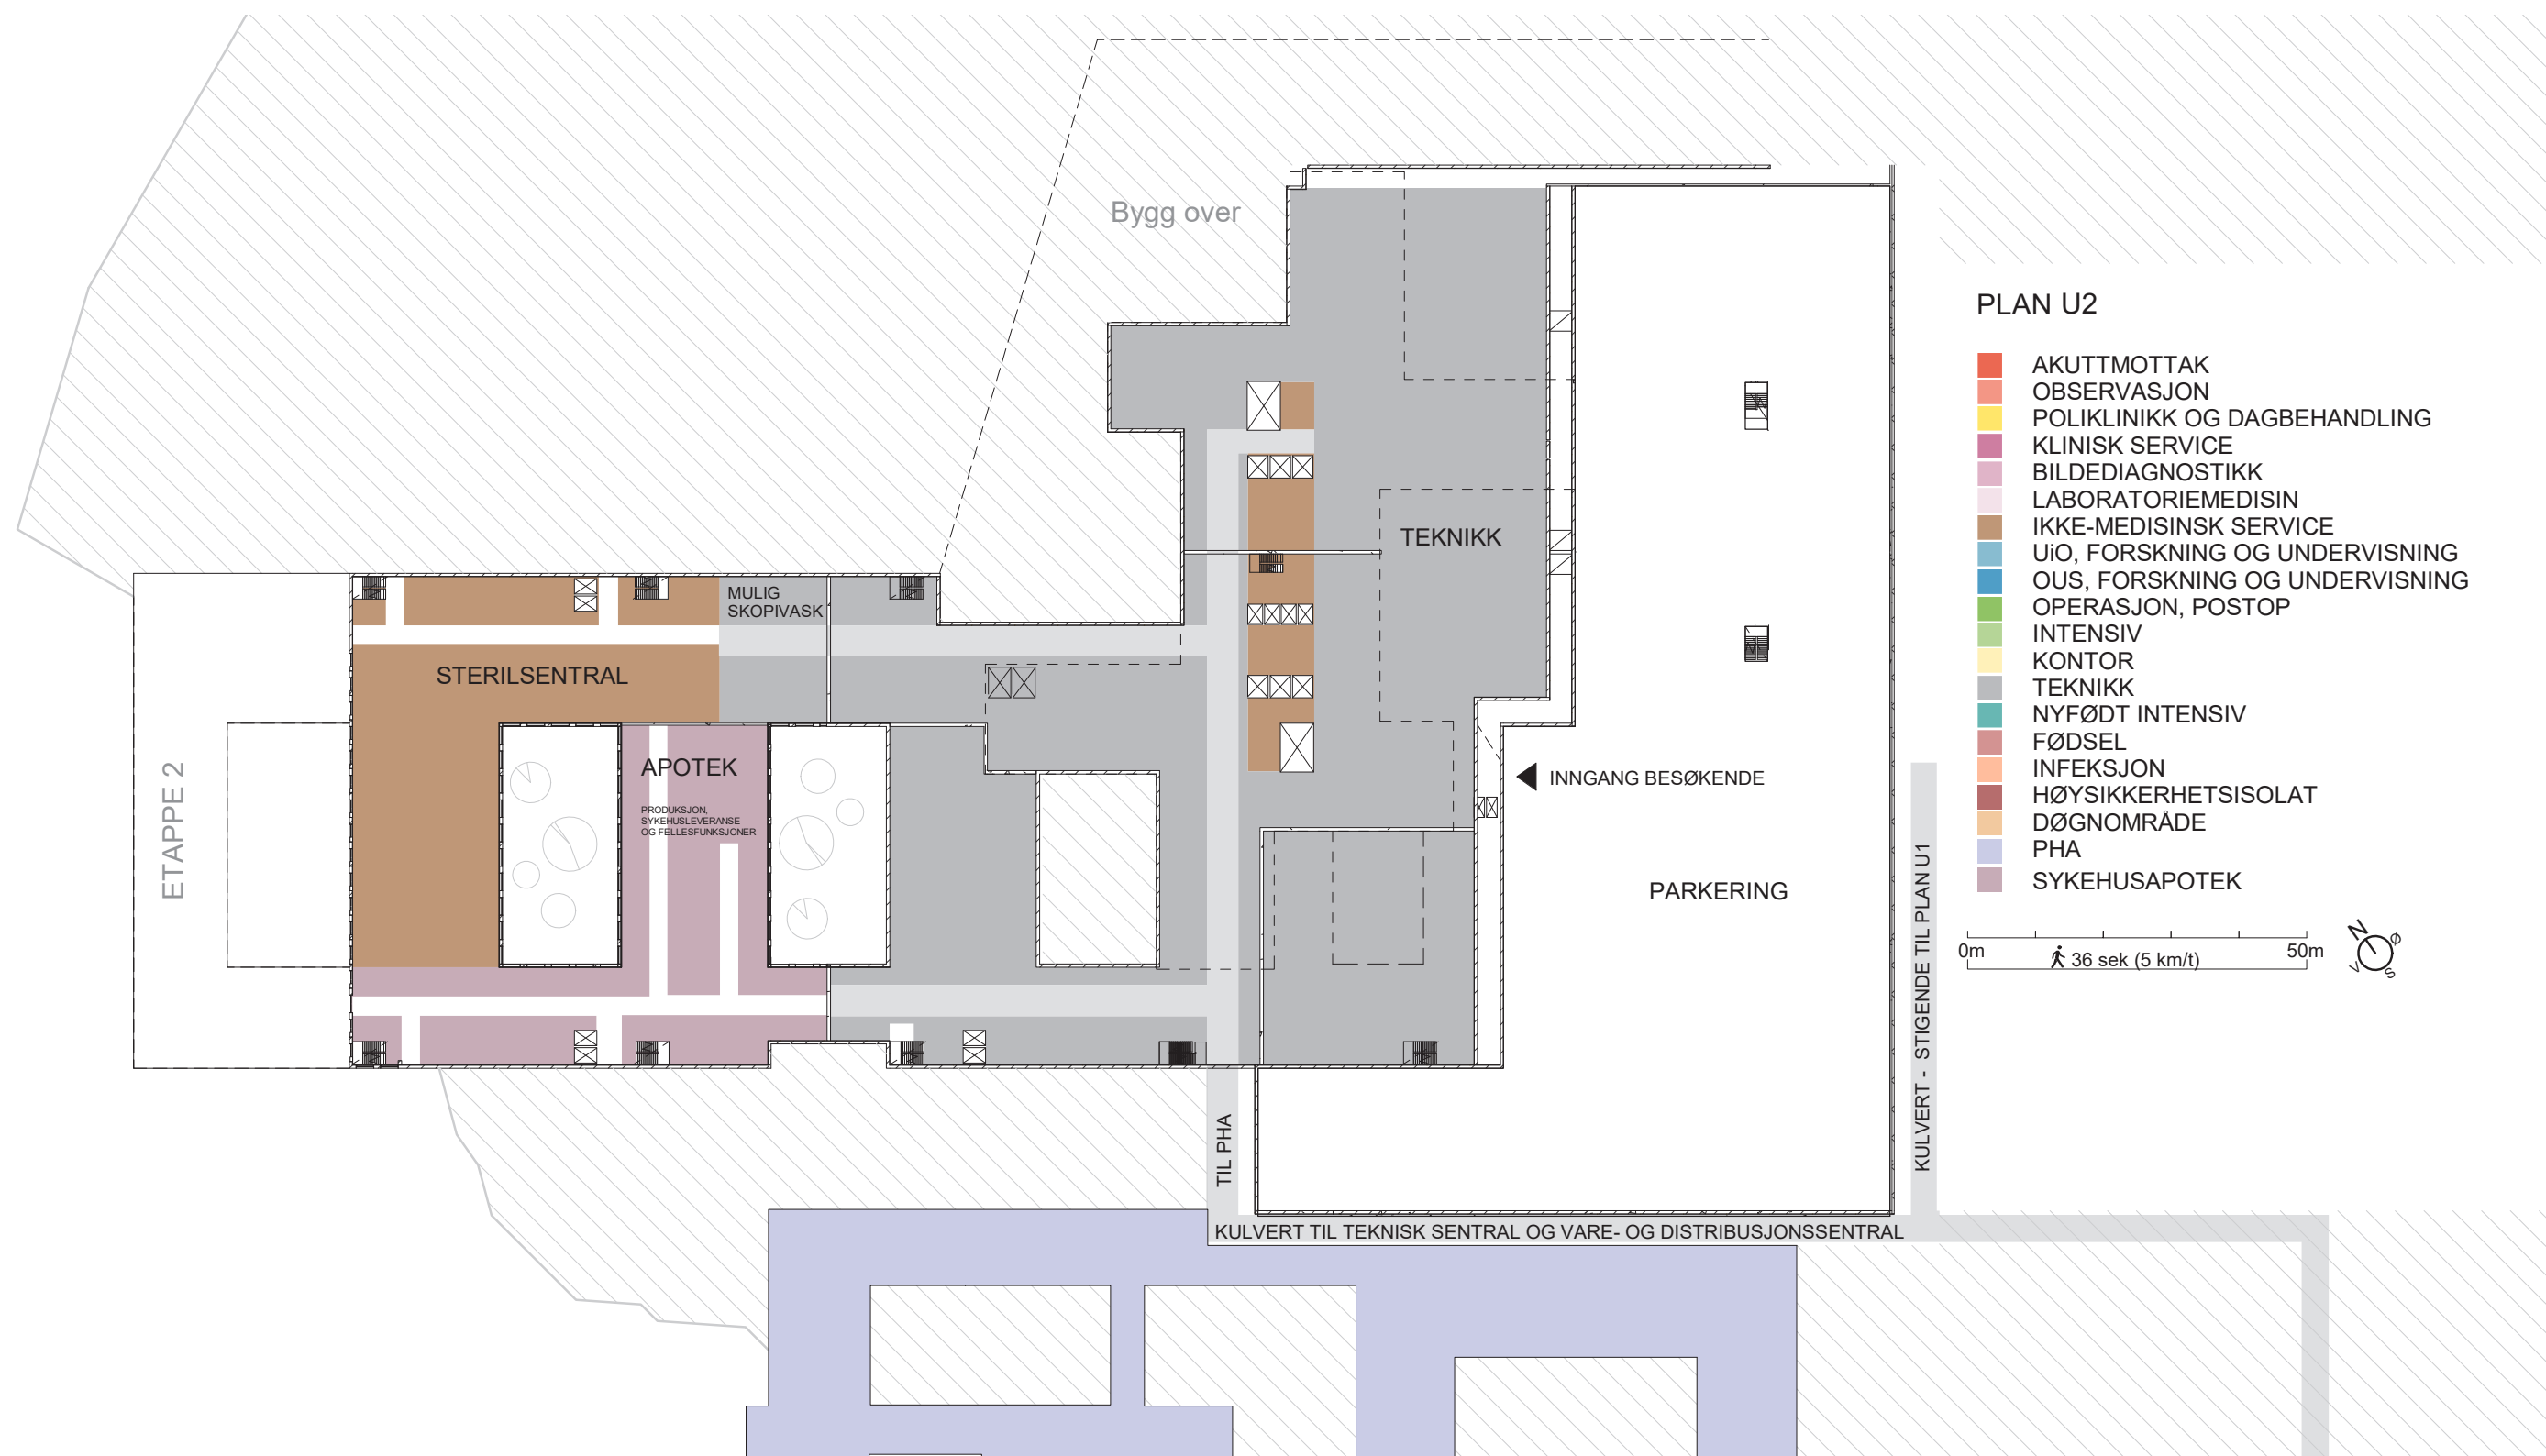 Bygg over
PLAN U2
AKUTTMOTTAK
OBSERVASJON
POLIKLINIKK OG DAGBEHANDLING
KLINISK SERVICE
BILDEDIAGNOSTIKK
LABORATORIEMEDISIN
IKKE-MEDISINSK SERVICE
UiO, FORSKNING OG UNDERVISNING
OUS, FORSKNING OG UNDERVISNING
OPERASJON, POSTOP
INTENSIV
KONTOR
TEKNIKK
NYFØDT INTENSIV
FØDSEL
INFEKSJON
HØYSIKKERHETSISOLAT
DØGNOMRÅDE
PHA
SYKEHUSAPOTEK
0m
36 sek (5 km/t)
50m
N
Ø
V
S
TEKNIKK
MULIG
SKOPIVASK
STERILSENTRAL
APOTEK
PRODUKSJON,
SYKEHUSLEVERANSE
OG FELLESFUNKSJONER
ETAPPE 2
INNGANG BESØKENDE
PARKERING
KULVERT - STIGENDE TIL PLAN U1
TIL PHA
KULVERT TIL TEKNISK SENTRAL OG VARE- OG DISTRIBUSJONSSENTRAL